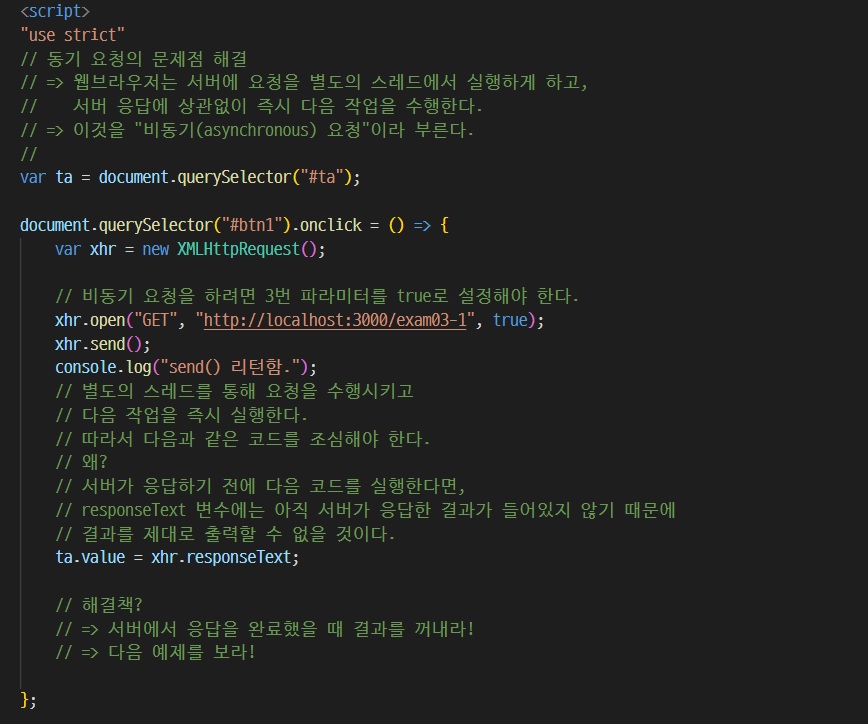 <script>
"use strict"
// 동기 요청의 문제점 해결
// => 웹브라우저는 서버에 요청을 별도의 스레드에서 실행하게 하고,
//    서버 응답에 상관없이 즉시 다음 작업을 수행한다.
// => 이것을 "비동기(asynchronous) 요청"이라 부른다.
//
var ta = document.querySelector("#ta");

document.querySelector("#btn1").onclick = () => {
    var xhr = new XMLHttpRequest();

    // 비동기 요청을 하려면 3번 파라미터를 true로 설정해야 한다.
    xhr.open("GET", "http://localhost:3000/exam03-1", true);
    xhr.send();
    console.log("send() 리턴함.");
    // 별도의 스레드를 통해 요청을 수행시키고
    // 다음 작업을 즉시 실행한다.
    // 따라서 다음과 같은 코드를 조심해야 한다.
    // 왜?
    // 서버가 응답하기 전에 다음 코드를 실행한다면,
    // responseText 변수에는 아직 서버가 응답한 결과가 들어있지 않기 때문에
    // 결과를 제대로 출력할 수 없을 것이다.
    ta.value = xhr.responseText;

    // 해결책?
    // => 서버에서 응답을 완료했을 때 결과를 꺼내라!
    // => 다음 예제를 보라!

};